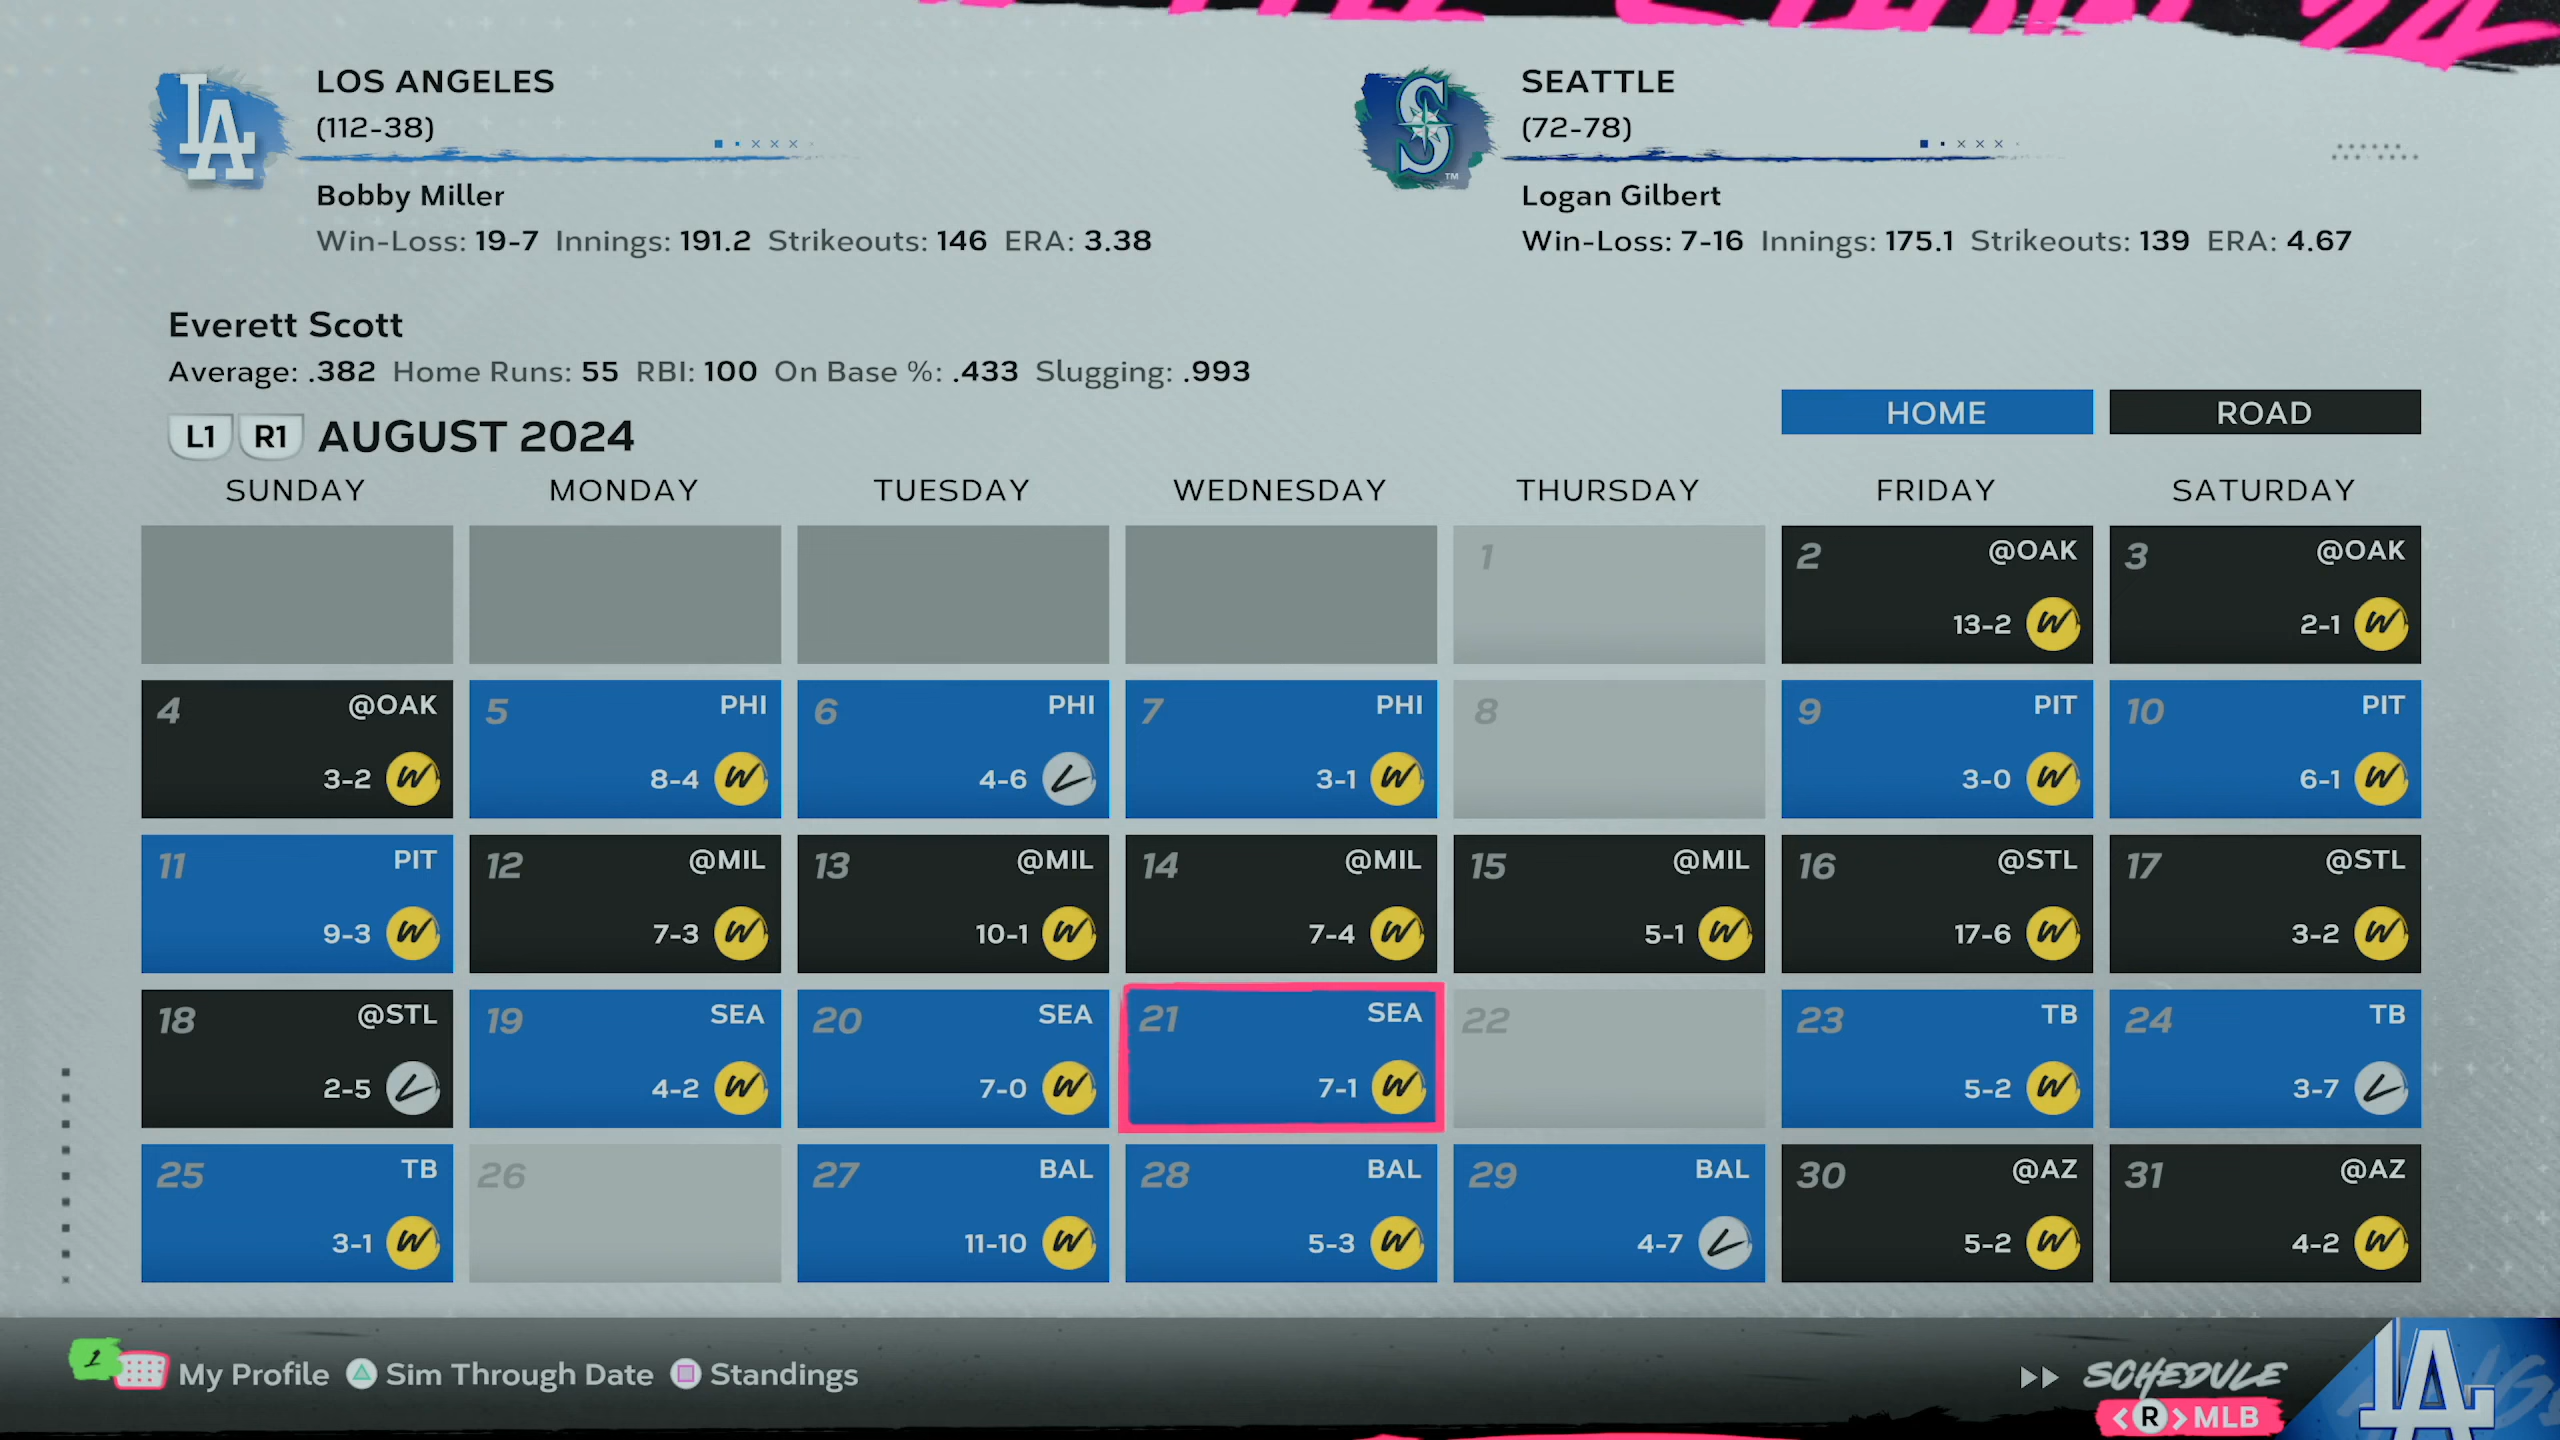 LOS ANGELES
(112-38)
Bobby Miller
Win-Loss: 19-7 Innings: 191.2 Strikeouts: 146 ERA: 3.38
SEATTLE
(72-78)
Logan Gilbert
Win-Loss: 7-16 Innings: 175.1 Strikeouts: 139 ERA: 4.67
Everett Scott
Average: .382 Home Runs: 55 RBI: 100 On Base %: .433 Slugging: .993
L1 R1 AUGUST 2024
HOME ROAD
SUNDAY MONDAY TUESDAY WEDNESDAY THURSDAY FRIDAY SATURDAY
1
2 @OAK
13-2 W
3 @OAK
2-1 W
4 @OAK
3-2 W
5 PHI
8-4 W
6 PHI
4-6 L
7 PHI
3-1 W
8
9 PIT
3-0 W
10 PIT
6-1 W
11 PIT
9-3 W
12 @MIL
7-3 W
13 @MIL
10-1 W
14 @MIL
7-4 W
15 @MIL
5-1 W
16 @STL
17-6 W
17 @STL
3-2 W
18 @STL
2-5 L
19 SEA
4-2 W
20 SEA
7-0 W
21 SEA
7-1 W
22
23 TB
5-2 W
24 TB
3-7 L
25 TB
3-1 W
26
27 BAL
11-10 W
28 BAL
5-3 W
29 BAL
4-7 L
30 @AZ
5-2 W
31 @AZ
4-2 W
1 My Profile Sim Through Date Standings
SCHEDULE
R MLB
LA